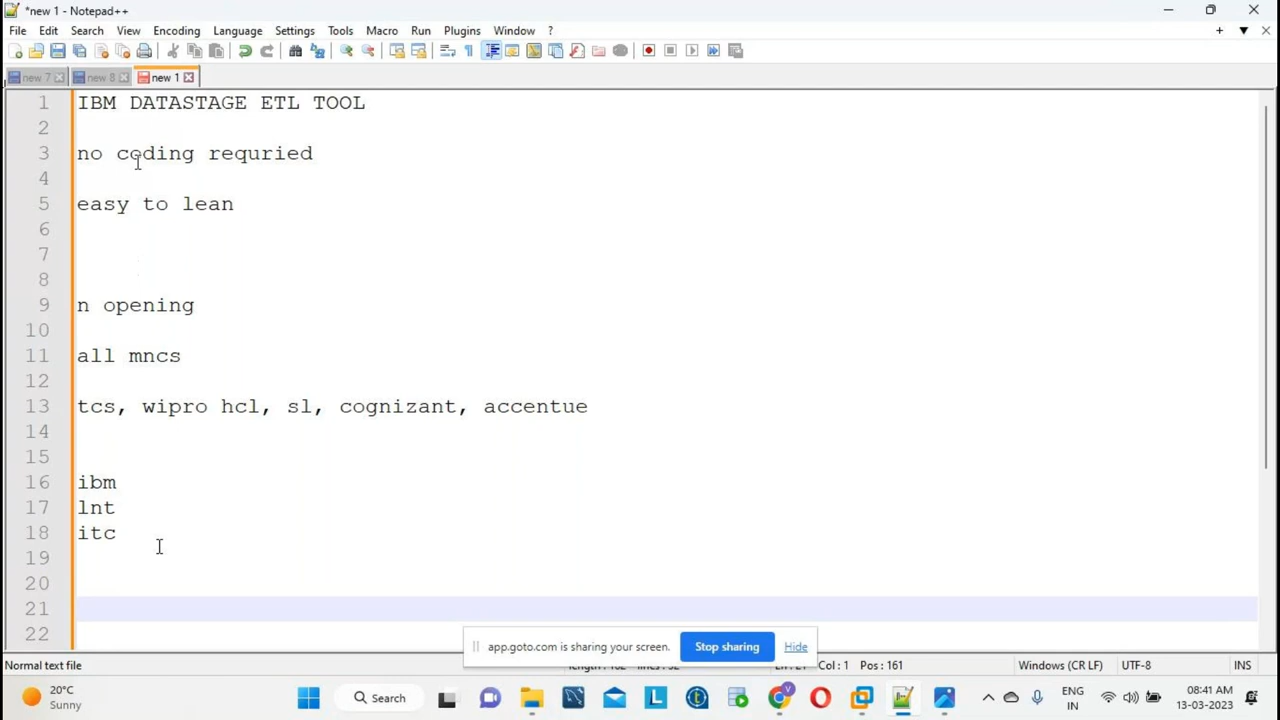 *new 1 - Notepad++
File Edit Search View Encoding Language Settings Tools Macro Run Plugins Window ?
new 7 new 8 new 1
1 IBM DATASTAGE ETL TOOL
2
3 no coding requried
4
5 easy to lean
6
7
8
9 n opening
10
11 all mncs
12
13 tcs, wipro hcl, sl, cognizant, accentue
14
15
16 ibm
17 lnt
18 itc
19
20
21
22
app.goto.com is sharing your screen. Stop sharing Hide
Normal text file Col : 1 Pos : 161 Windows (CR LF) UTF-8 INS
20°C
Sunny
Search
ENG
IN
08:41 AM
13-03-2023